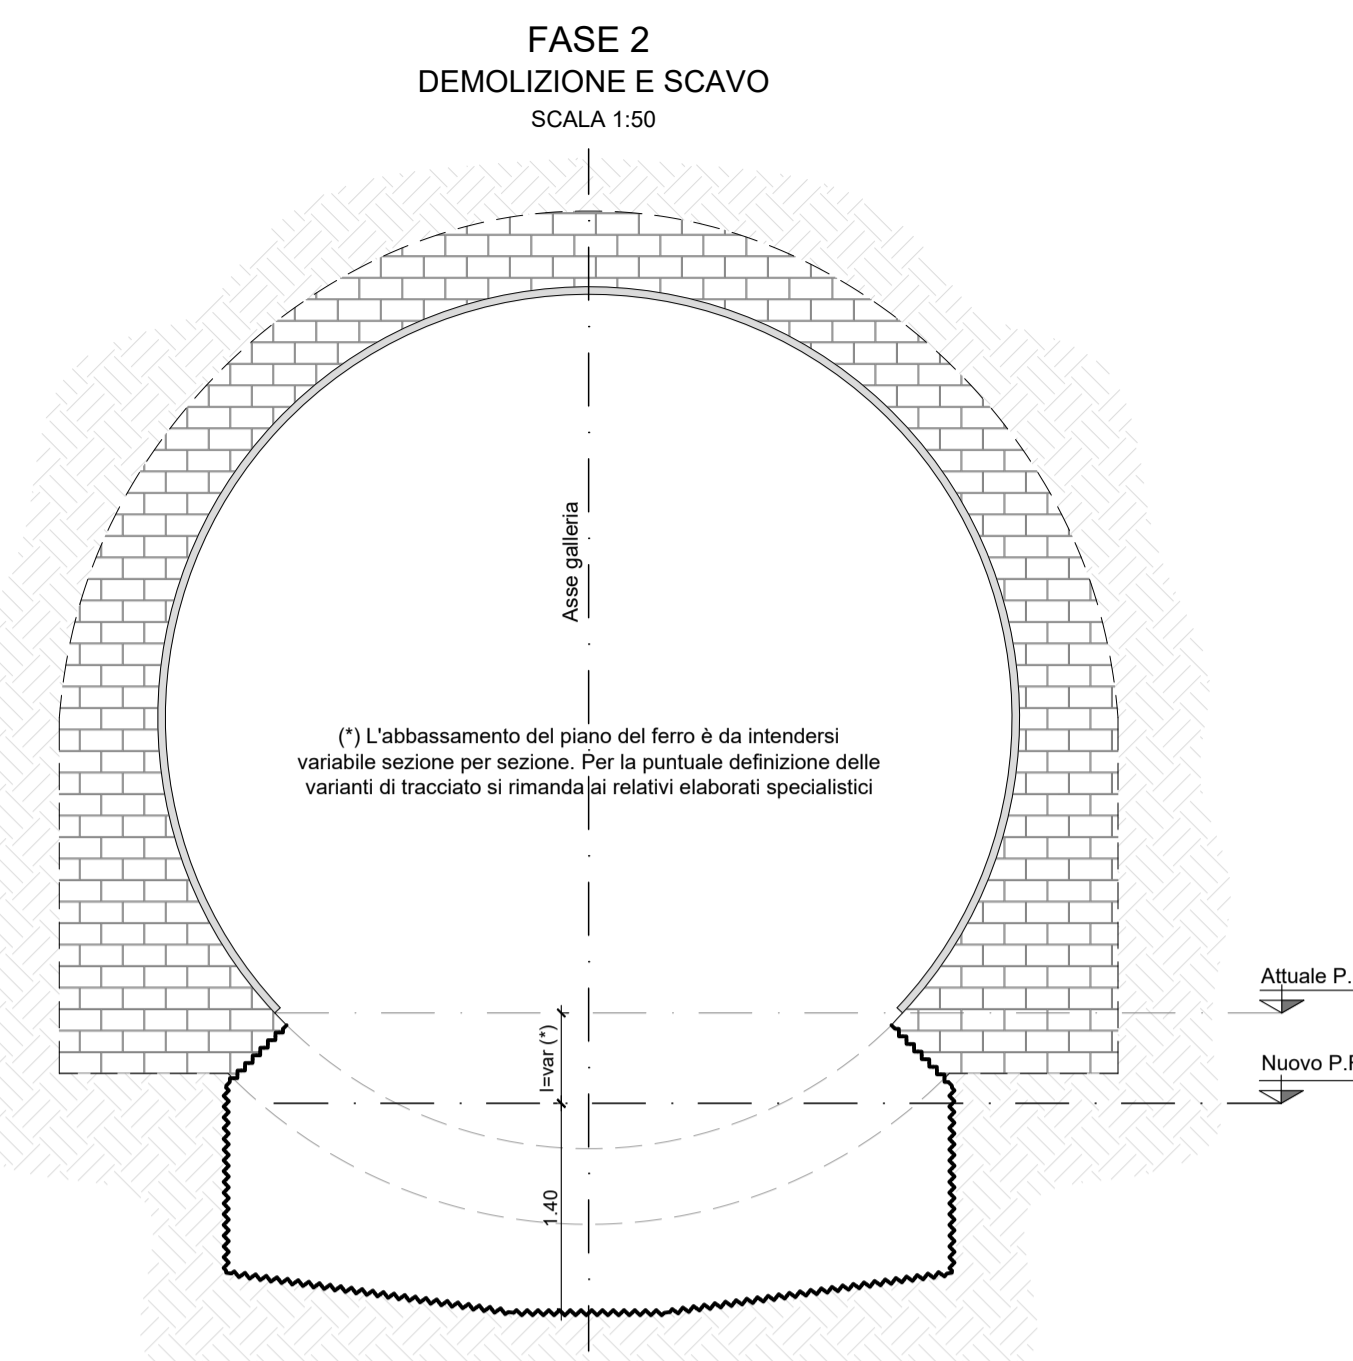 FASE 2
DEMOLIZIONE E SCAVO
SCALA 1:50
Asse galleria
(*) L'abbassamento del piano del ferro è da intendersi
variabile sezione per sezione. Per la puntuale definizione delle
varianti di tracciato si rimanda ai relativi elaborati specialistici
Attuale P.
l=var (*)
Nuovo P.F
1.40